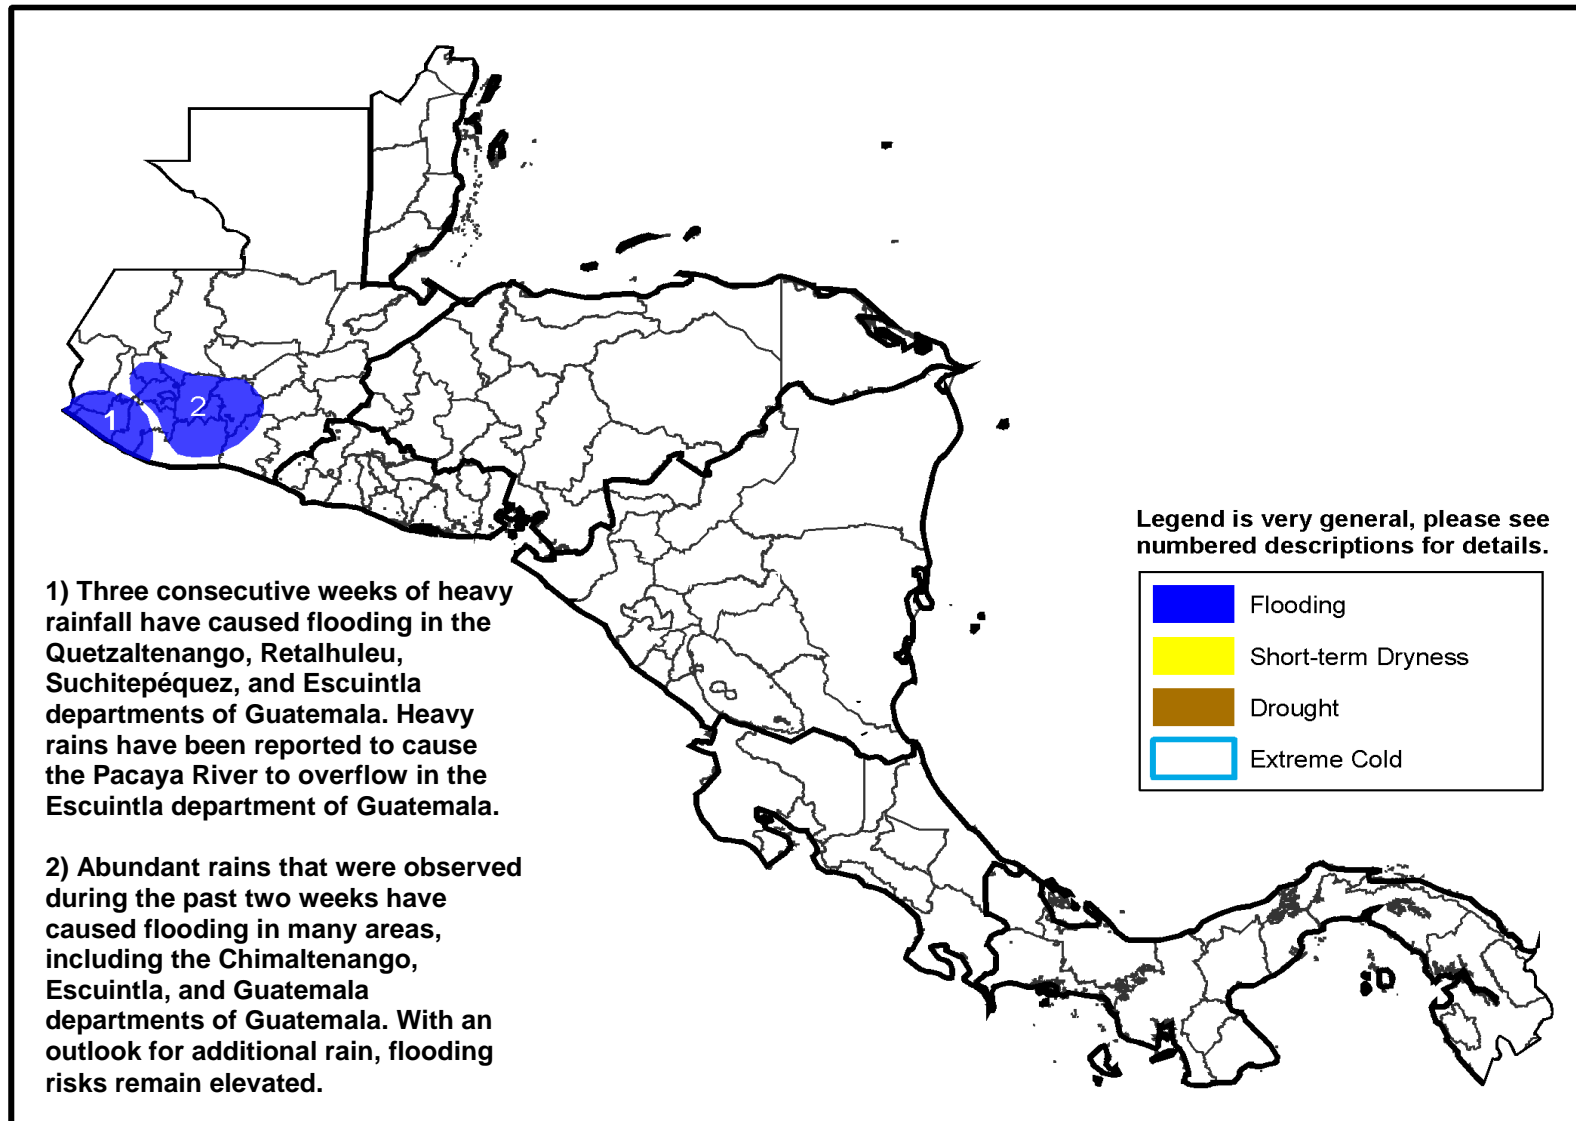 1
2
Legend is very general, please see
numbered descriptions for details.
Flooding
Short-term Dryness
Drought
Extreme Cold
1) Three consecutive weeks of heavy
rainfall have caused flooding in the
Quetzaltenango, Retalhuleu,
Suchitepéquez, and Escuintla
departments of Guatemala. Heavy
rains have been reported to cause
the Pacaya River to overflow in the
Escuintla department of Guatemala.
2) Abundant rains that were observed
during the past two weeks have
caused flooding in many areas,
including the Chimaltenango,
Escuintla, and Guatemala
departments of Guatemala. With an
outlook for additional rain, flooding
risks remain elevated.